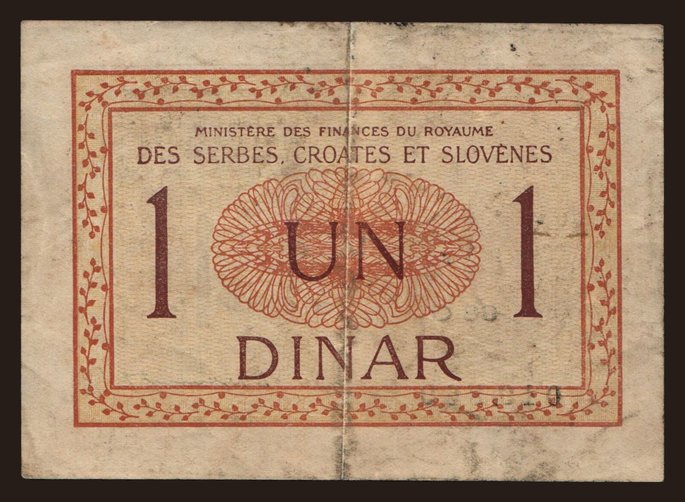 MINISTÈRE DES FINANCES DU ROYAUME
DES SERBES, CROATES ET SLOVÈNES
1 UN 1
DINAR